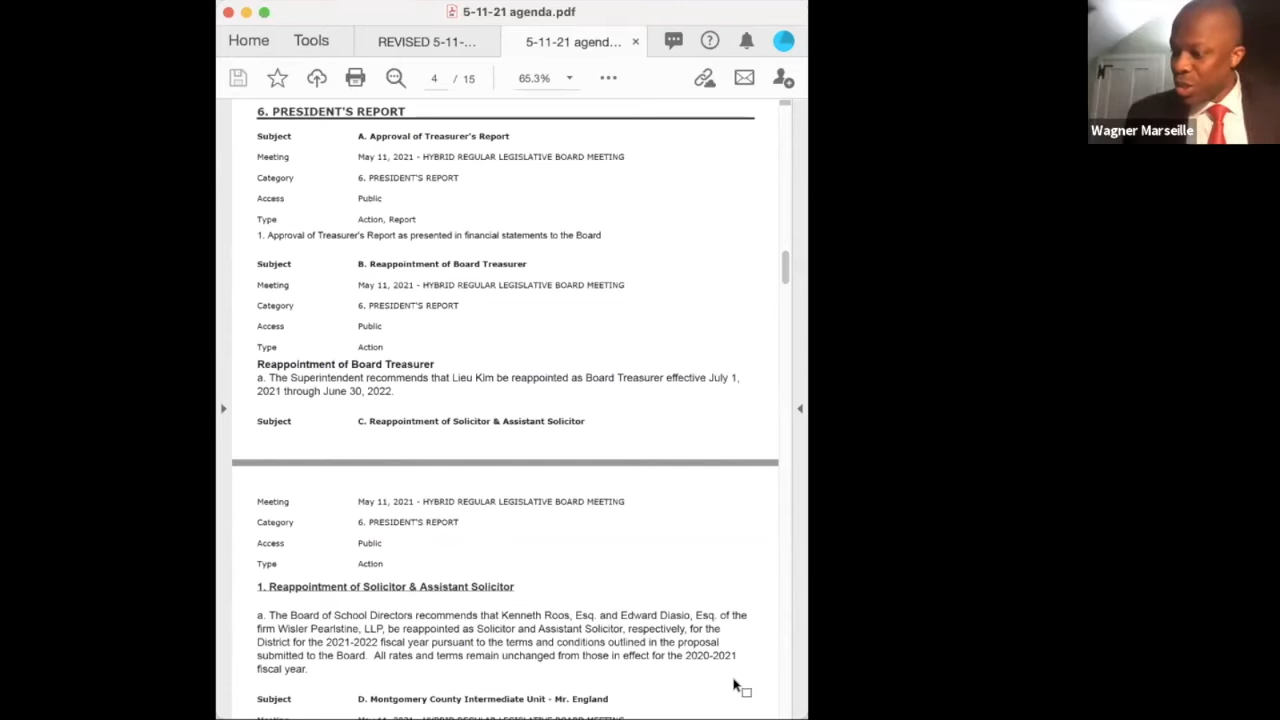 5-11-21 agenda.pdf
Home Tools REVISED 5-11-... 5-11-21 agend... ×
4 / 15 65.3%
6. PRESIDENT'S REPORT
Subject A. Approval of Treasurer's Report
Meeting May 11, 2021 - HYBRID REGULAR LEGISLATIVE BOARD MEETING
Category 6. PRESIDENT'S REPORT
Access Public
Type Action, Report
1. Approval of Treasurer's Report as presented in financial statements to the Board
Subject B. Reappointment of Board Treasurer
Meeting May 11, 2021 - HYBRID REGULAR LEGISLATIVE BOARD MEETING
Category 6. PRESIDENT'S REPORT
Access Public
Type Action
Reappointment of Board Treasurer
a. The Superintendent recommends that Lieu Kim be reappointed as Board Treasurer effective July 1,
2021 through June 30, 2022.
Subject C. Reappointment of Solicitor & Assistant Solicitor
Meeting May 11, 2021 - HYBRID REGULAR LEGISLATIVE BOARD MEETING
Category 6. PRESIDENT'S REPORT
Access Public
Type Action
1. Reappointment of Solicitor & Assistant Solicitor
a. The Board of School Directors recommends that Kenneth Roos, Esq. and Edward Diasio, Esq. of the
firm Wisler Pearlstine, LLP, be reappointed as Solicitor and Assistant Solicitor, respectively, for the
District for the 2021-2022 fiscal year pursuant to the terms and conditions outlined in the proposal
submitted to the Board.  All rates and terms remain unchanged from those in effect for the 2020-2021
fiscal year.
Subject D. Montgomery County Intermediate Unit - Mr. England
Meeting May 11, 2021 - HYBRID REGULAR LEGISLATIVE BOARD MEETING
Wagner Marseille